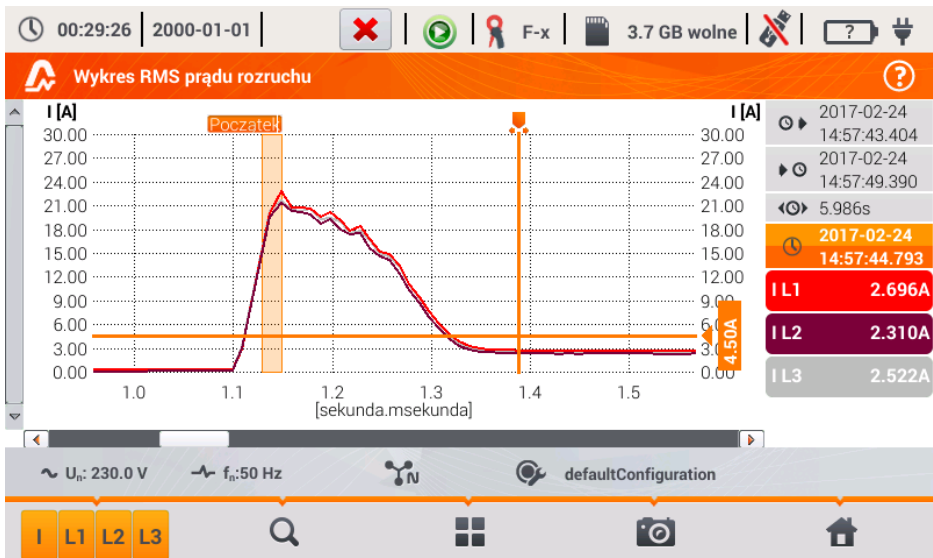 00:29:26 2000-01-01 F-x 3.7 GB wolne ?
Wykres RMS prądu rozruchu ?
I [A] I [A]
Poczatek
30.00 30.00
27.00 27.00
24.00 24.00
21.00 21.00
18.00 18.00
15.00 15.00
12.00 12.00
9.00 9.00
6.00
3.00
0.00 0.00
4.50A
1.0 1.1 1.2 1.3 1.4 1.5
[sekunda.msekunda]
2017-02-24
14:57:43.404
2017-02-24
14:57:49.390
5.986s
2017-02-24
14:57:44.793
I L1 2.696A
I L2 2.310A
I L3 2.522A
Un: 230.0 V fn:50 Hz N defaultConfiguration
I L1 L2 L3